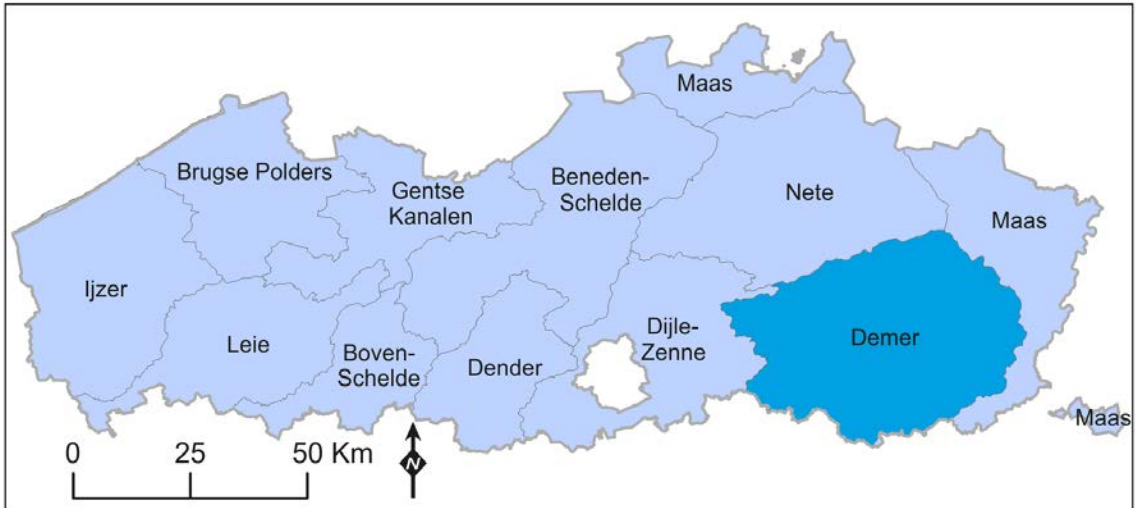 Maas
Brugse Polders
Gentse
Kanalen
Beneden-
Schelde
Nete
Maas
Ijzer
Leie
Boven-
Schelde
Dender
Dijle-
Zenne
Demer
Maas
0 25 50 Km
N